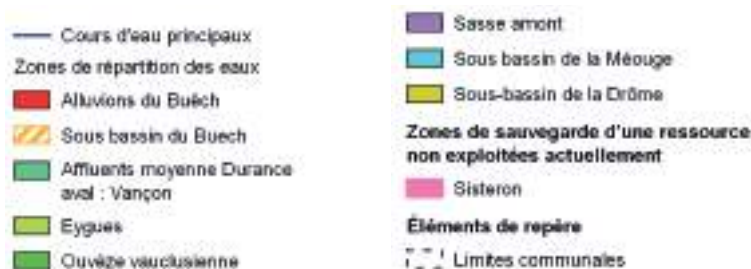 Cours d'eau principaux
Zones de répartition des eaux
Alluvions du Buëch
Sous bassin du Buech
Affluents moyenne Durance
aval : Vançon
Eygues
Ouvèze vauclusienne
Sasse amont
Sous bassin de la Méouge
Sous-bassin de la Drôme
Zones de sauvegarde d'une ressource
non exploitées actuellement
Sisteron
Éléments de repère
Limites communales